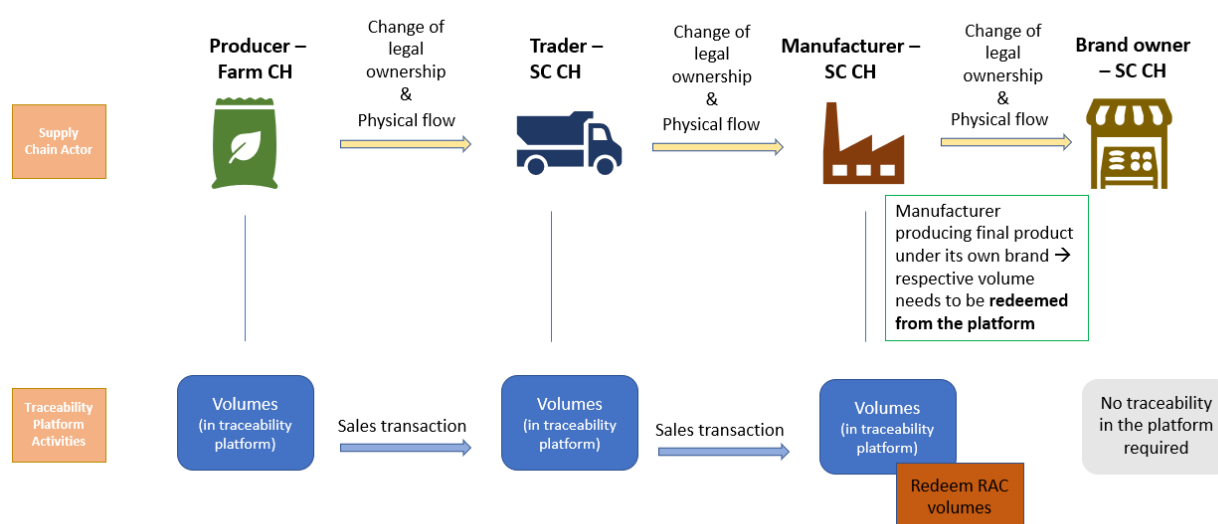 Producer –
Farm CH
Change of
legal
ownership
&
Physical flow
Trader –
SC CH
Change of
legal
ownership
&
Physical flow
Manufacturer –
SC CH
Change of
legal
ownership
&
Physical flow
Brand owner
– SC CH
Supply
Chain Actor
Manufacturer
producing final product
under its own brand →
respective volume
needs to be redeemed
from the platform
Traceability
Platform
Activities
Volumes
(in traceability
platform)
Sales transaction
Volumes
(in traceability
platform)
Sales transaction
Volumes
(in traceability
platform)
Redeem RAC
volumes
No traceability
in the platform
required